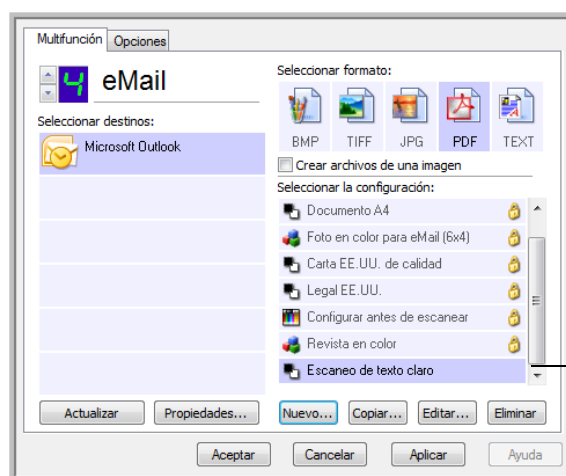 Multifunción Opciones
4 eMail
Seleccionar destinos:
Microsoft Outlook
Seleccionar formato:
BMP TIFF JPG PDF TEXT
Crear archivos de una imagen
Seleccionar la configuración:
Documento A4
Foto en color para eMail (6x4)
Carta EE.UU. de calidad
Legal EE.UU.
Configurar antes de escanear
Revista en color
Escaneo de texto claro
Actualizar Propiedades... Nuevo... Copiar... Editar... Eliminar
Aceptar Cancelar Aplicar Ayuda